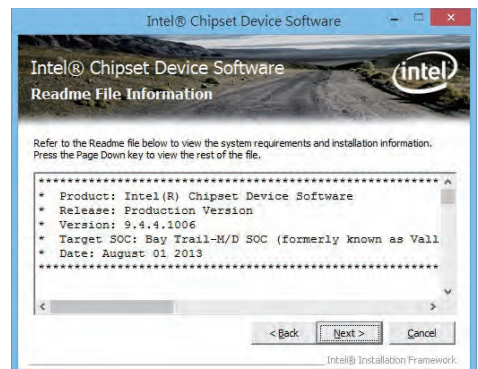 Intel® Chipset Device Software
Intel® Chipset Device Software
intel
Readme File Information
Refer to the Readme file below to view the system requirements and installation information.
Press the Page Down key to view the rest of the file.
********************************************************
* Product: Intel(R) Chipset Device Software
* Release: Production Version
* Version: 9.4.4.1006
* Target SOC: Bay Trail-M/D SOC (formerly known as Vall
* Date: August 01 2013
********************************************************
< Back
Next >
Cancel
Intel® Installation Framework